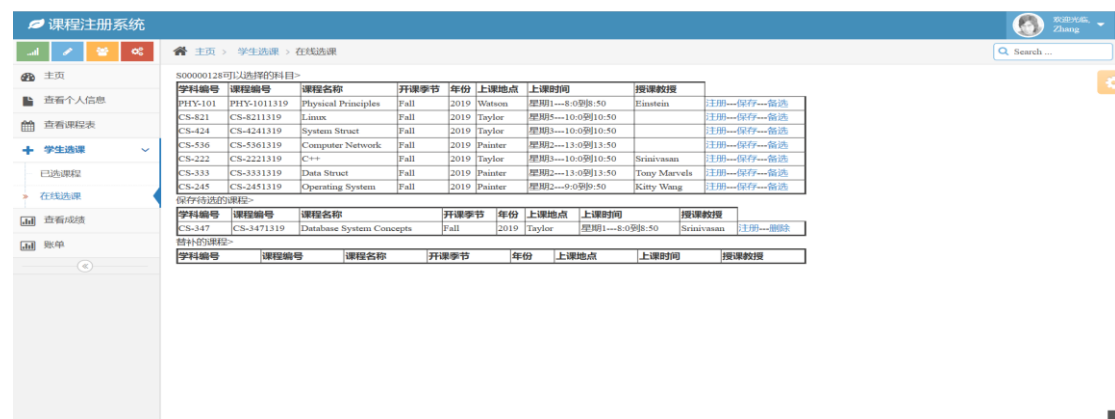 课程注册系统
欢迎光临,
Zhang
主页 > 学生选课 > 在线选课
Search ...
主页
查看个人信息
查看课程表
学生选课
已选课程
在线选课
查看成绩
账单
S00000128可以选择的科目>
学科编号 课程编号 课程名称 开课季节 年份 上课地点 上课时间 授课教授
PHY-101 PHY-1011319 Physical Principles Fall 2019 Watson 星期1---8:0到8:50 Einstein 注册---保存---备选
CS-821 CS-8211319 Linux Fall 2019 Taylor 星期5---10:0到10:50 注册---保存---备选
CS-424 CS-4241319 System Struct Fall 2019 Taylor 星期3---10:0到10:50 注册---保存---备选
CS-536 CS-5361319 Computer Network Fall 2019 Painter 星期2---13:0到13:50 注册---保存---备选
CS-222 CS-2221319 C++ Fall 2019 Taylor 星期3---10:0到10:50 Srinivasan 注册---保存---备选
CS-333 CS-3331319 Data Struct Fall 2019 Painter 星期2---13:0到13:50 Tony Marvels 注册---保存---备选
CS-245 CS-2451319 Operating System Fall 2019 Painter 星期2---9:0到9:50 Kitty Wang 注册---保存---备选
保存待选的课程>
学科编号 课程编号 课程名称 开课季节 年份 上课地点 上课时间 授课教授
CS-347 CS-3471319 Database System Concepts Fall 2019 Taylor 星期1---8:0到8:50 Srinivasan 注册---删除
替补的课程>
学科编号 课程编号 课程名称 开课季节 年份 上课地点 上课时间 授课教授